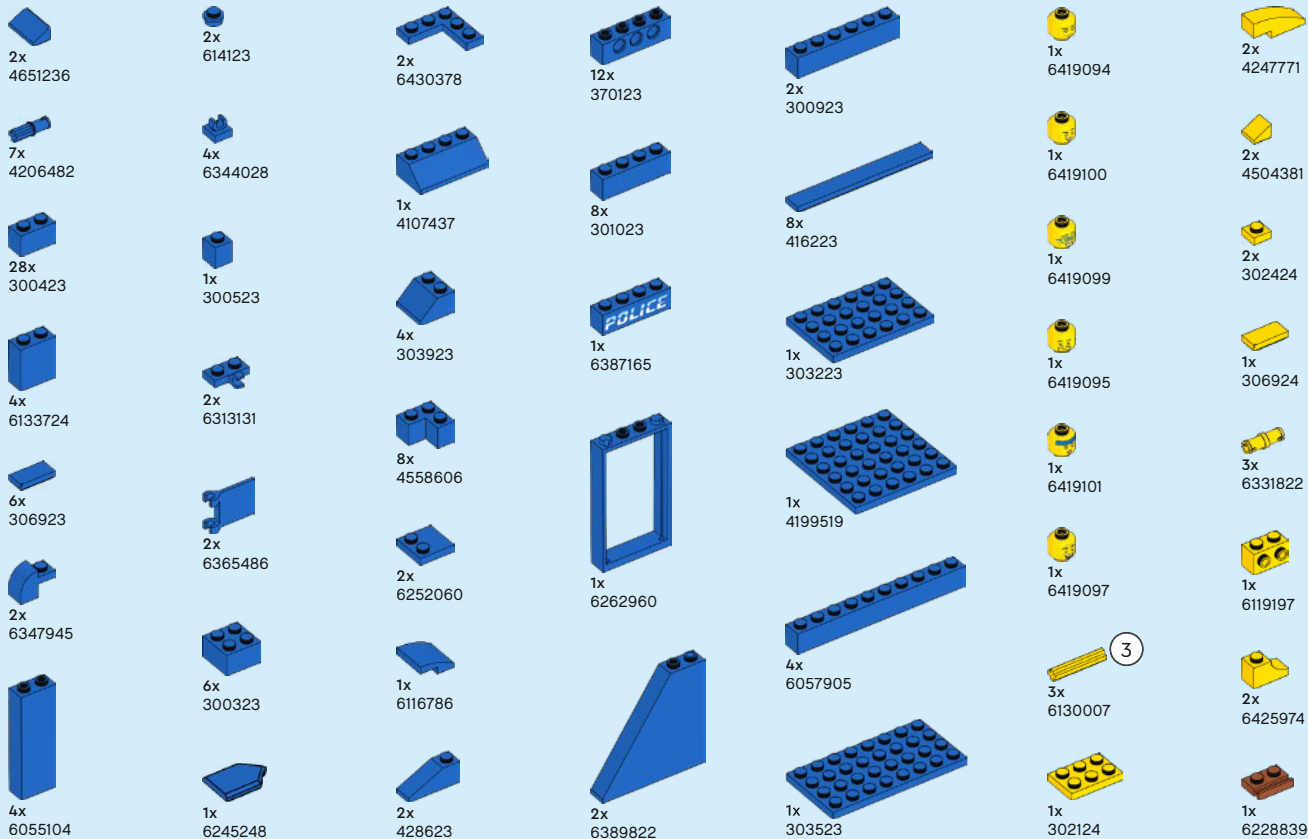 2x
4651236
7x
4206482
28x
300423
4x
6133724
6x
306923
2x
6347945
4x
6055104
2x
614123
4x
6344028
1x
300523
2x
6313131
2x
6365486
6x
300323
1x
6245248
2x
6430378
1x
4107437
4x
303923
8x
4558606
2x
6252060
1x
6116786
2x
428623
12x
370123
8x
301023
POLICE
1x
6387165
1x
6262960
2x
6389822
2x
300923
8x
416223
1x
303223
1x
4199519
4x
6057905
1x
303523
1x
6419094
1x
6419100
1x
6419099
1x
6419095
1x
6419101
1x
6419097
3
3x
6130007
1x
302124
2x
4247771
2x
4504381
2x
302424
1x
306924
3x
6331822
1x
6119197
2x
6425974
1x
6228839